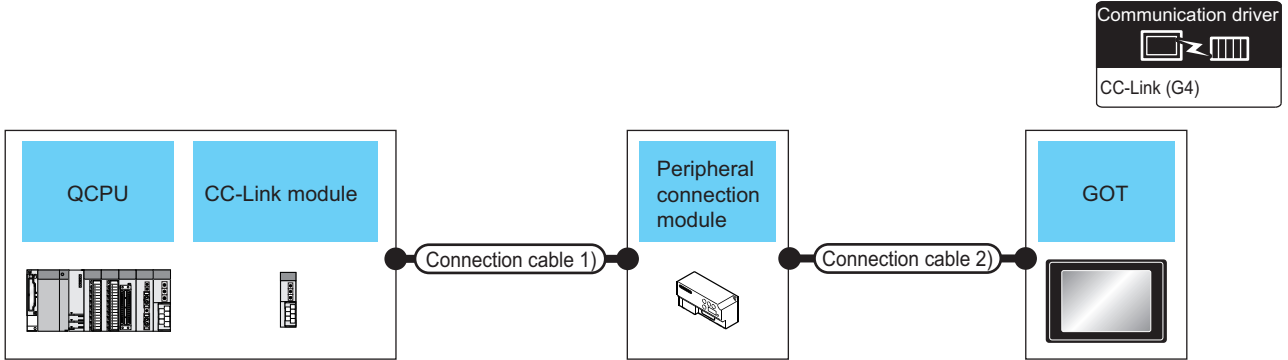 Communication driver
CC-Link (G4)
QCPU
CC-Link module
Peripheral
connection
module
GOT
Connection cable 1)
Connection cable 2)